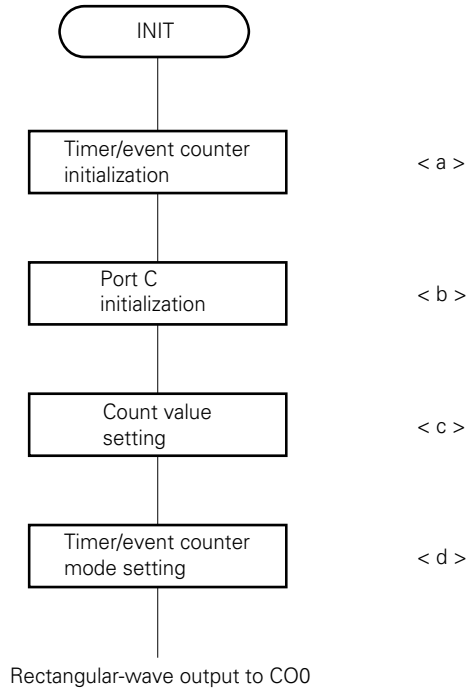 INIT
Timer/event counter
initialization
< a >
Port C
initialization
< b >
Count value
setting
< c >
Timer/event counter
mode setting
< d >
Rectangular-wave output to CO0